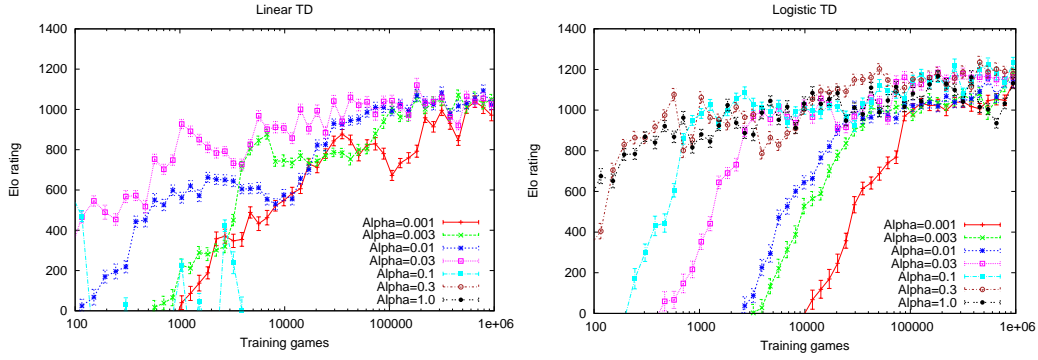 Linear TD
Elo rating
1400
1200
1000
800
600
400
200
0
100
1000
10000
100000
1e+06
Training games
Alpha=0.001
Alpha=0.003
Alpha=0.01
Alpha=0.03
Alpha=0.1
Alpha=0.3
Alpha=1.0
Logistic TD
Elo rating
1400
1200
1000
800
600
400
200
0
100
1000
10000
100000
1e+06
Training games
Alpha=0.001
Alpha=0.003
Alpha=0.01
Alpha=0.03
Alpha=0.1
Alpha=0.3
Alpha=1.0